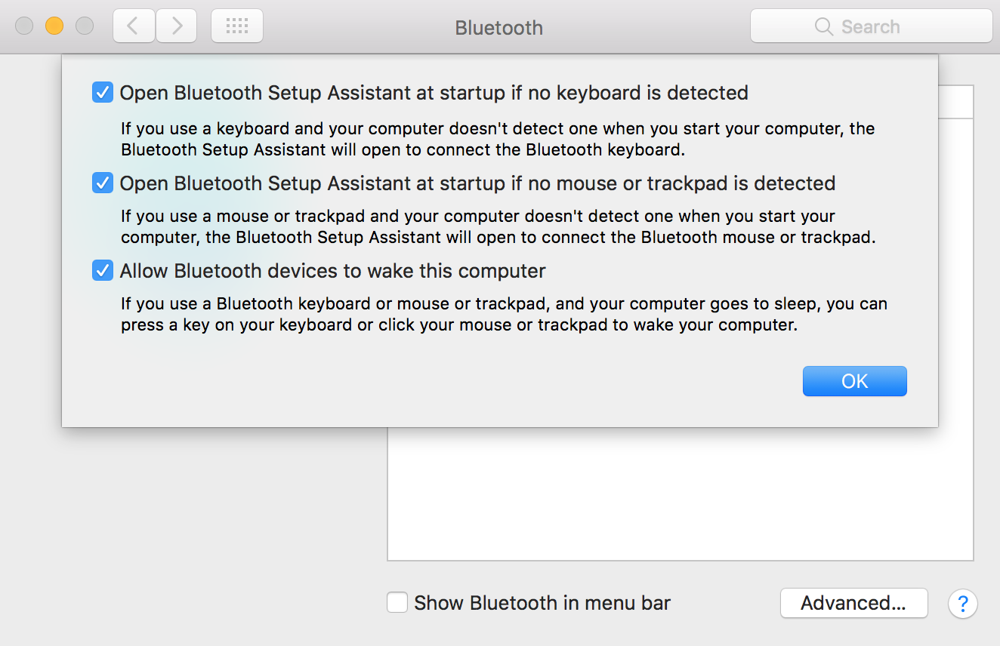 Bluetooth
Search
Open Bluetooth Setup Assistant at startup if no keyboard is detected
If you use a keyboard and your computer doesn't detect one when you start your computer, the
Bluetooth Setup Assistant will open to connect the Bluetooth keyboard.
Open Bluetooth Setup Assistant at startup if no mouse or trackpad is detected
If you use a mouse or trackpad and your computer doesn't detect one when you start your
computer, the Bluetooth Setup Assistant will open to connect the Bluetooth mouse or trackpad.
Allow Bluetooth devices to wake this computer
If you use a Bluetooth keyboard or mouse or trackpad, and your computer goes to sleep, you can
press a key on your keyboard or click your mouse or trackpad to wake your computer.
OK
Show Bluetooth in menu bar
Advanced...
?